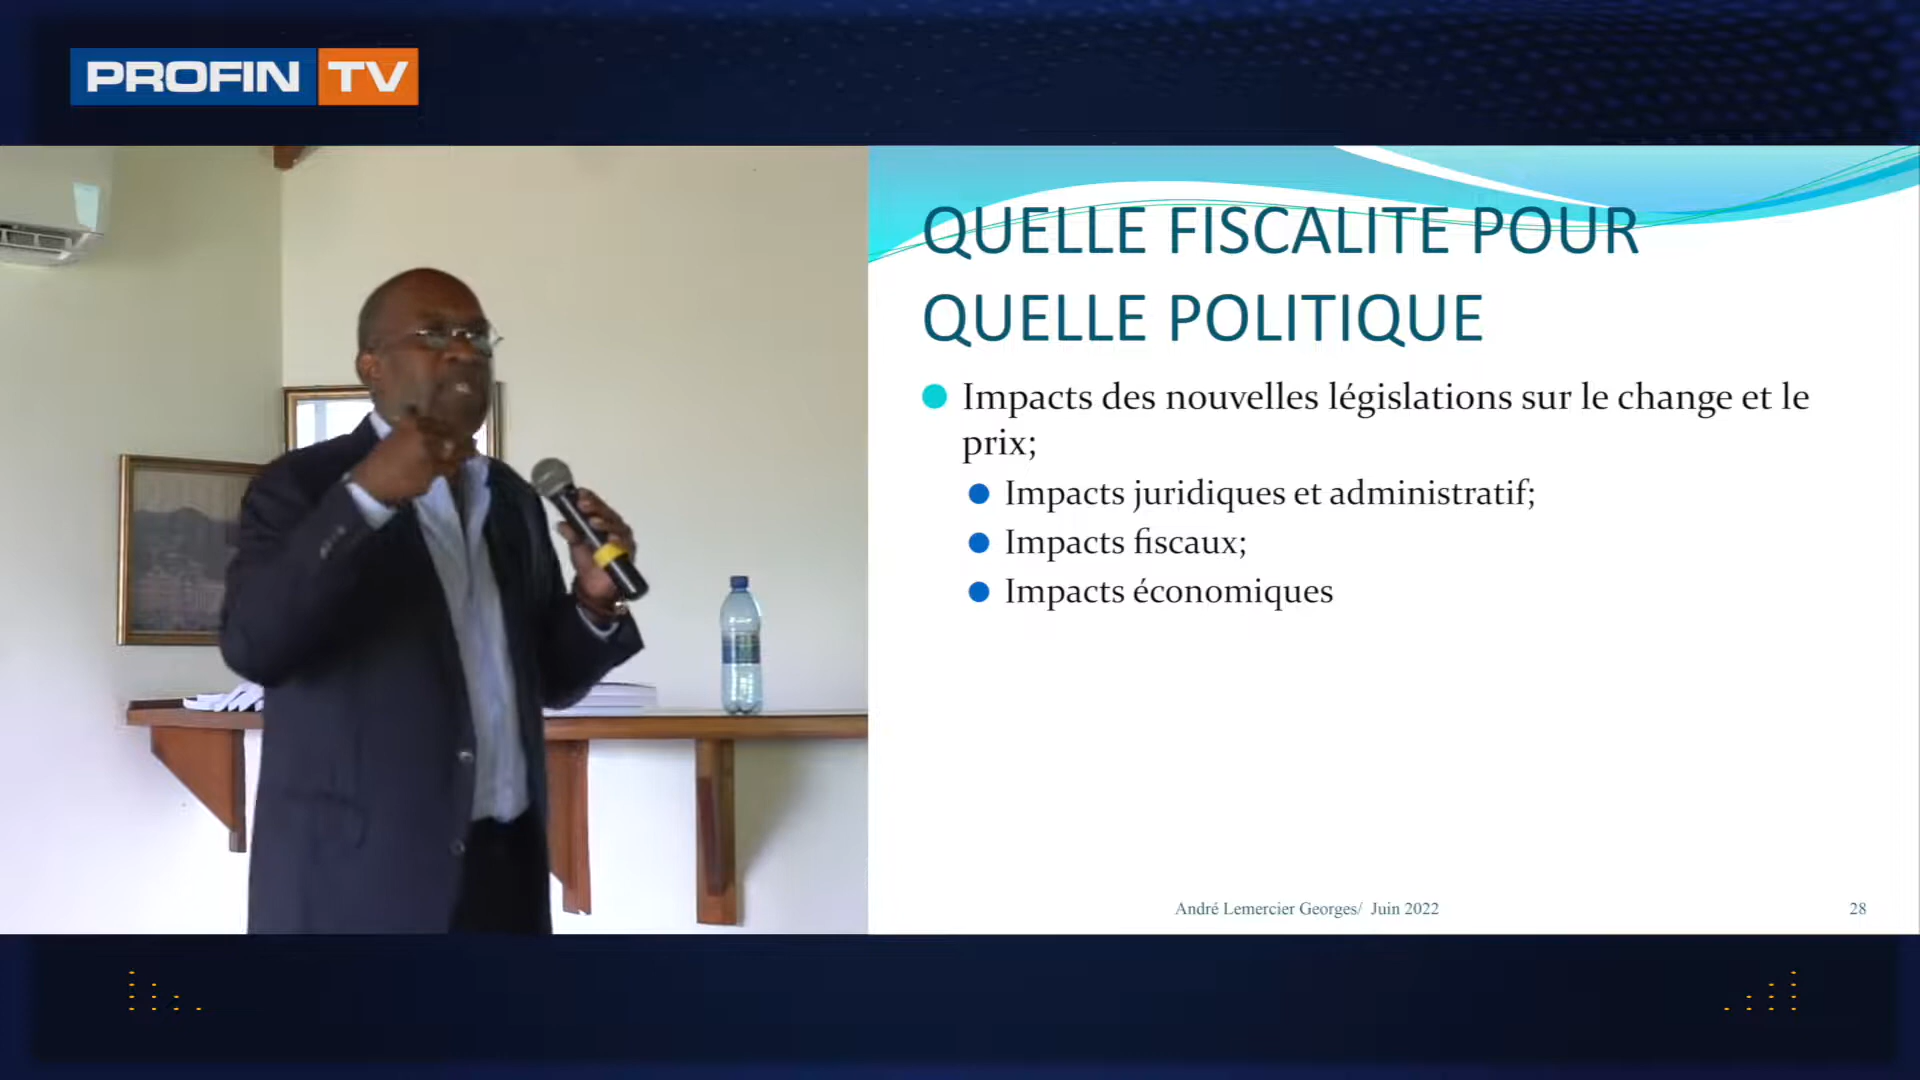 PROFIN TV
QUELLE FISCALITE POUR
QUELLE POLITIQUE
Impacts des nouvelles législations sur le change et le
prix;
Impacts juridiques et administratif;
Impacts fiscaux;
Impacts économiques
André Lemercier Georges/ Juin 2022
28